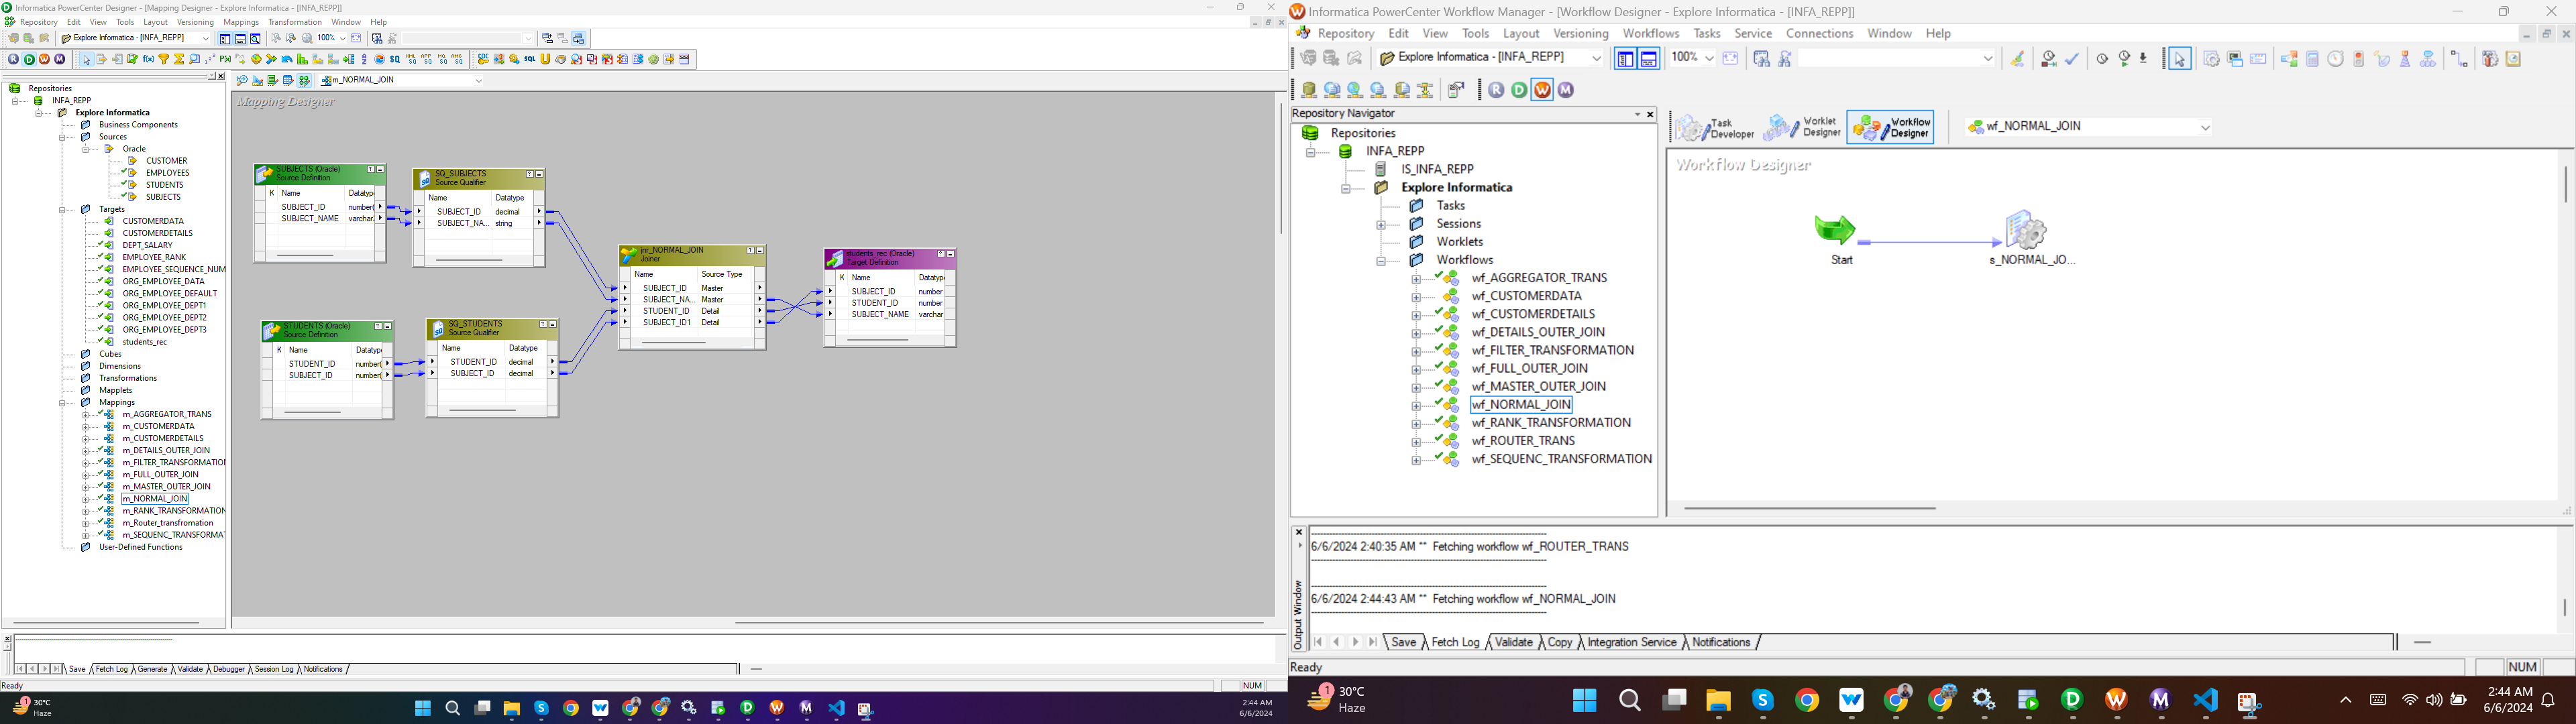 Informatica PowerCenter Designer - [Mapping Designer - Explore Informatica - [INFA_REPP]]
Repository Edit View Tools Layout Versioning Mappings Transformation Window Help
Explore Informatica - [INFA_REPP]
100%
m_NORMAL_JOIN
Repositories
INFA_REPP
Explore Informatica
Business Components
Sources
Oracle
CUSTOMER
EMPLOYEES
STUDENTS
SUBJECTS
Targets
CUSTOMERDATA
CUSTOMERDETAILS
DEPT_SALARY
EMPLOYEE_RANK
EMPLOYEE_SEQUENCE_NUM
ORG_EMPLOYEE_DATA
ORG_EMPLOYEE_DEFAULT
ORG_EMPLOYEE_DEPT1
ORG_EMPLOYEE_DEPT2
ORG_EMPLOYEE_DEPT3
students_rec
Cubes
Dimensions
Transformations
Mapplets
Mappings
m_AGGREGATOR_TRANS
m_CUSTOMERDATA
m_CUSTOMERDETAILS
m_DETAILS_OUTER_JOIN
m_FILTER_TRANSFORMATION
m_FULL_OUTER_JOIN
m_MASTER_OUTER_JOIN
m_NORMAL_JOIN
m_RANK_TRANSFORMATION
m_Router_transfromation
m_SEQUENC_TRANSFORMAT
User-Defined Functions
Mapping Designer
SUBJECTS (Oracle)
Source Definition
K Name Datatyp
SUBJECT_ID number(
SUBJECT_NAME varchar2
SQ_SUBJECTS
Source Qualifier
Name Datatype
SUBJECT_ID decimal
SUBJECT_NA... string
STUDENTS (Oracle)
Source Definition
K Name Datatyp
STUDENT_ID number(
SUBJECT_ID number(
SQ_STUDENTS
Source Qualifier
Name Datatype
STUDENT_ID decimal
SUBJECT_ID decimal
jnr_NORMAL_JOIN
Joiner
Name Source Type
SUBJECT_ID Master
SUBJECT_NA... Master
STUDENT_ID Detail
SUBJECT_ID1 Detail
students_rec (Oracle)
Target Definition
K Name Datatyp
SUBJECT_ID number
STUDENT_ID number
SUBJECT_NAME varchar
Save Fetch Log Generate Validate Debugger Session Log Notifications
Ready
NUM
30°C
Haze
2:44 AM
6/6/2024
Informatica PowerCenter Workflow Manager - [Workflow Designer - Explore Informatica - [INFA_REPP]]
Repository Edit View Tools Layout Versioning Workflows Tasks Service Connections Window Help
Explore Informatica - [INFA_REPP]
100%
R D W M
Repository Navigator
Repositories
INFA_REPP
IS_INFA_REPP
Explore Informatica
Tasks
Sessions
Worklets
Workflows
wf_AGGREGATOR_TRANS
wf_CUSTOMERDATA
wf_CUSTOMERDETAILS
wf_DETAILS_OUTER_JOIN
wf_FILTER_TRANSFORMATION
wf_FULL_OUTER_JOIN
wf_MASTER_OUTER_JOIN
wf_NORMAL_JOIN
wf_RANK_TRANSFORMATION
wf_ROUTER_TRANS
wf_SEQUENC_TRANSFORMATION
Task Developer
Worklet Designer
Workflow Designer
wf_NORMAL_JOIN
Workflow Designer
Start
s_NORMAL_JO...
6/6/2024 2:40:35 AM ** Fetching workflow wf_ROUTER_TRANS
6/6/2024 2:44:43 AM ** Fetching workflow wf_NORMAL_JOIN
Output Window
Save Fetch Log Validate Copy Integration Service Notifications
Ready
NUM
1
30°C
Haze
2:44 AM
6/6/2024